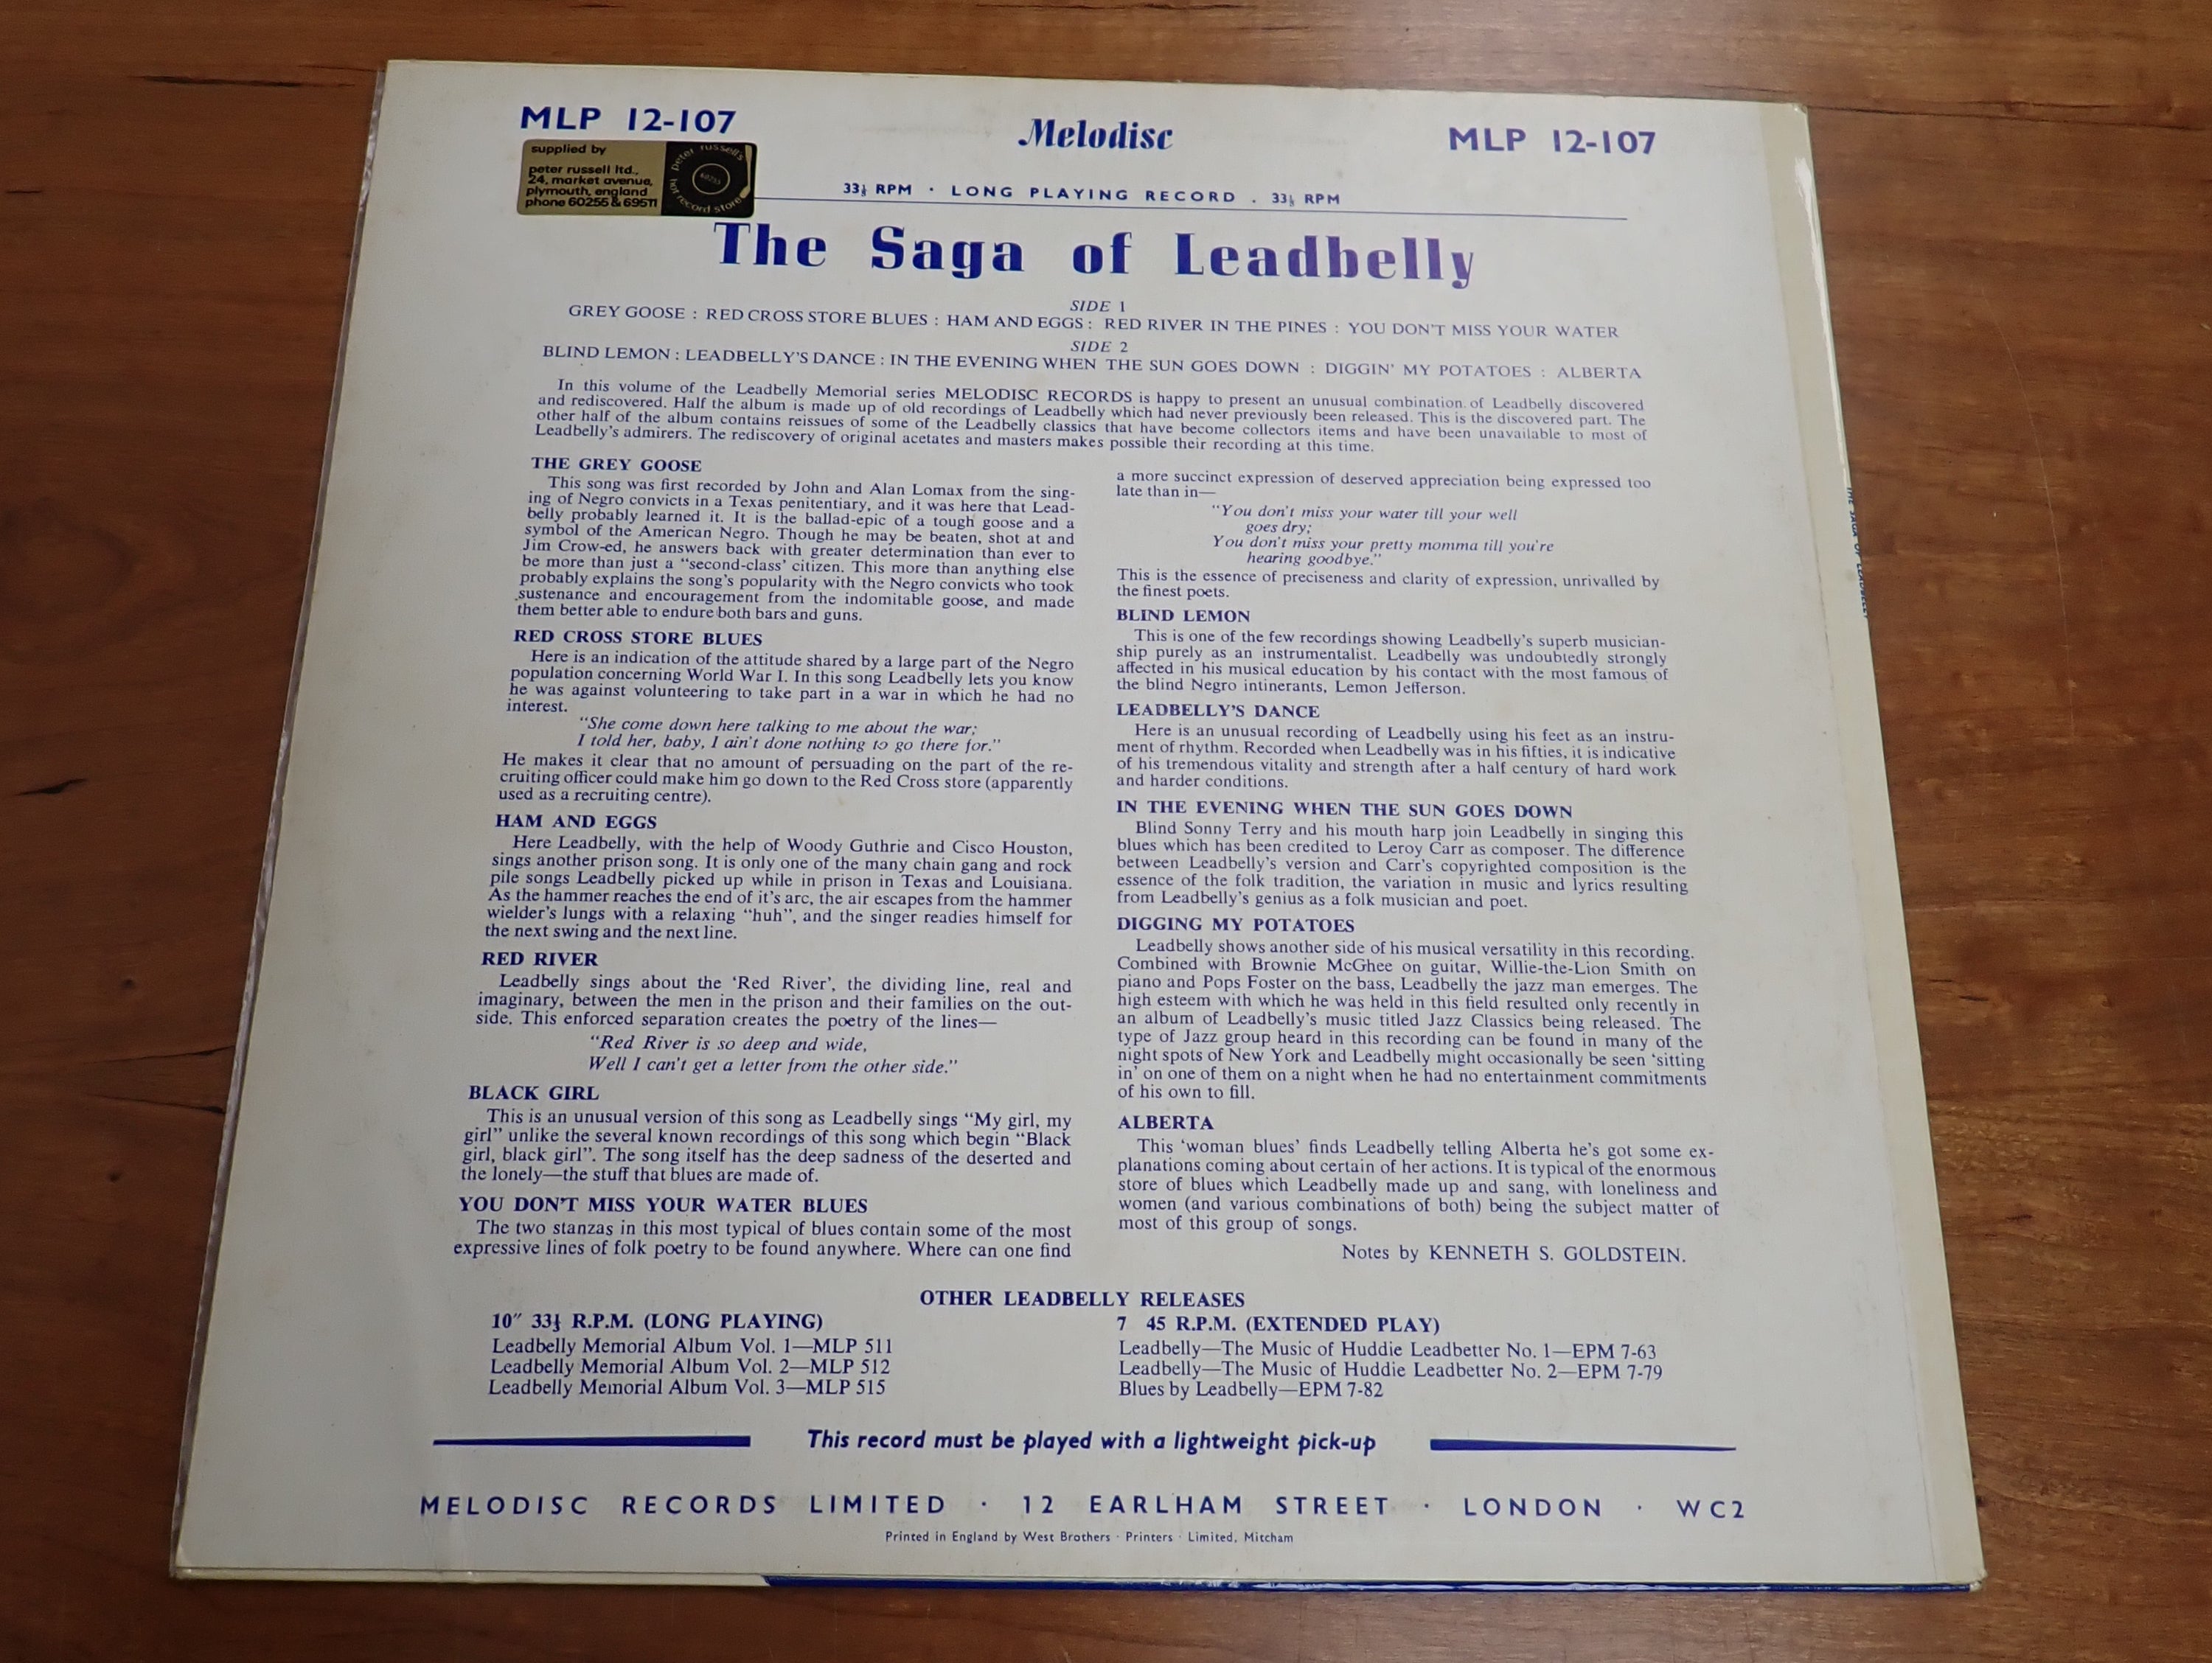 MLP 12-107
Melodisc
MLP 12-107
supplied by
peter russell ltd.,
24, market avenue,
plymouth, england
phone 60255 & 69511
peter russell's
hot record store
60255
33⅓ RPM · LONG PLAYING RECORD . 33⅓ RPM
The Saga of Leadbelly
SIDE 1
GREY GOOSE : RED CROSS STORE BLUES : HAM AND EGGS : RED RIVER IN THE PINES : YOU DON'T MISS YOUR WATER
SIDE 2
BLIND LEMON : LEADBELLY'S DANCE : IN THE EVENING WHEN THE SUN GOES DOWN : DIGGIN' MY POTATOES : ALBERTA
In this volume of the Leadbelly Memorial series MELODISC RECORDS is happy to present an unusual combination of Leadbelly discovered
and rediscovered. Half the album is made up of old recordings of Leadbelly which had never previously been released. This is the discovered part. The
other half of the album contains reissues of some of the Leadbelly classics that have become collectors items and have been unavailable to most of
Leadbelly's admirers. The rediscovery of original acetates and masters makes possible their recording at this time.
THE GREY GOOSE
This song was first recorded by John and Alan Lomax from the sing-
ing of Negro convicts in a Texas penitentiary, and it was here that Lead-
belly probably learned it. It is the ballad-epic of a tough goose and a
symbol of the American Negro. Though he may be beaten, shot at and
Jim Crow-ed, he answers back with greater determination than ever to
be more than just a "second-class' citizen. This more than anything else
probably explains the song's popularity with the Negro convicts who took
sustenance and encouragement from the indomitable goose, and made
them better able to endure both bars and guns.
RED CROSS STORE BLUES
Here is an indication of the attitude shared by a large part of the Negro
population concerning World War I. In this song Leadbelly lets you know
he was against volunteering to take part in a war in which he had no
interest.
"She come down here talking to me about the war;
I told her, baby, I ain't done nothing to go there for."
He makes it clear that no amount of persuading on the part of the re-
cruiting officer could make him go down to the Red Cross store (apparently
used as a recruiting centre).
HAM AND EGGS
Here Leadbelly, with the help of Woody Guthrie and Cisco Houston,
sings another prison song. It is only one of the many chain gang and rock
pile songs Leadbelly picked up while in prison in Texas and Louisiana.
As the hammer reaches the end of it's arc, the air escapes from the hammer
wielder's lungs with a relaxing "huh", and the singer readies himself for
the next swing and the next line.
RED RIVER
Leadbelly sings about the 'Red River', the dividing line, real and
imaginary, between the men in the prison and their families on the out-
side. This enforced separation creates the poetry of the lines—
"Red River is so deep and wide,
Well I can't get a letter from the other side."
BLACK GIRL
This is an unusual version of this song as Leadbelly sings "My girl, my
girl" unlike the several known recordings of this song which begin "Black
girl, black girl". The song itself has the deep sadness of the deserted and
the lonely—the stuff that blues are made of.
YOU DON'T MISS YOUR WATER BLUES
The two stanzas in this most typical of blues contain some of the most
expressive lines of folk poetry to be found anywhere. Where can one find
a more succinct expression of deserved appreciation being expressed too
late than in—
"You don't miss your water till your well
goes dry;
You don't miss your pretty momma till you're
hearing goodbye."
This is the essence of preciseness and clarity of expression, unrivalled by
the finest poets.
BLIND LEMON
This is one of the few recordings showing Leadbelly's superb musician-
ship purely as an instrumentalist. Leadbelly was undoubtedly strongly
affected in his musical education by his contact with the most famous of
the blind Negro intinerants, Lemon Jefferson.
LEADBELLY'S DANCE
Here is an unusual recording of Leadbelly using his feet as an instru-
ment of rhythm. Recorded when Leadbelly was in his fifties, it is indicative
of his tremendous vitality and strength after a half century of hard work
and harder conditions.
IN THE EVENING WHEN THE SUN GOES DOWN
Blind Sonny Terry and his mouth harp join Leadbelly in singing this
blues which has been credited to Leroy Carr as composer. The difference
between Leadbelly's version and Carr's copyrighted composition is the
essence of the folk tradition, the variation in music and lyrics resulting
from Leadbelly's genius as a folk musician and poet.
DIGGING MY POTATOES
Leadbelly shows another side of his musical versatility in this recording.
Combined with Brownie McGhee on guitar, Willie-the-Lion Smith on
piano and Pops Foster on the bass, Leadbelly the jazz man emerges. The
high esteem with which he was held in this field resulted only recently in
an album of Leadbelly's music titled Jazz Classics being released. The
type of Jazz group heard in this recording can be found in many of the
night spots of New York and Leadbelly might occasionally be seen 'sitting
in' on one of them on a night when he had no entertainment commitments
of his own to fill.
ALBERTA
This 'woman blues' finds Leadbelly telling Alberta he's got some ex-
planations coming about certain of her actions. It is typical of the enormous
store of blues which Leadbelly made up and sang, with loneliness and
women (and various combinations of both) being the subject matter of
most of this group of songs.
Notes by KENNETH S. GOLDSTEIN.
OTHER LEADBELLY RELEASES
10″ 33⅓ R.P.M. (LONG PLAYING)
Leadbelly Memorial Album Vol. 1—MLP 511
Leadbelly Memorial Album Vol. 2—MLP 512
Leadbelly Memorial Album Vol. 3—MLP 515
7 45 R.P.M. (EXTENDED PLAY)
Leadbelly—The Music of Huddie Leadbetter No. 1—EPM 7-63
Leadbelly—The Music of Huddie Leadbetter No. 2—EPM 7-79
Blues by Leadbelly—EPM 7-82
This record must be played with a lightweight pick-up
MELODISC RECORDS LIMITED · 12 EARLHAM STREET · LONDON · WC2
Printed in England by West Brothers · Printers · Limited, Mitcham
THE SAGA OF LEADBELLY